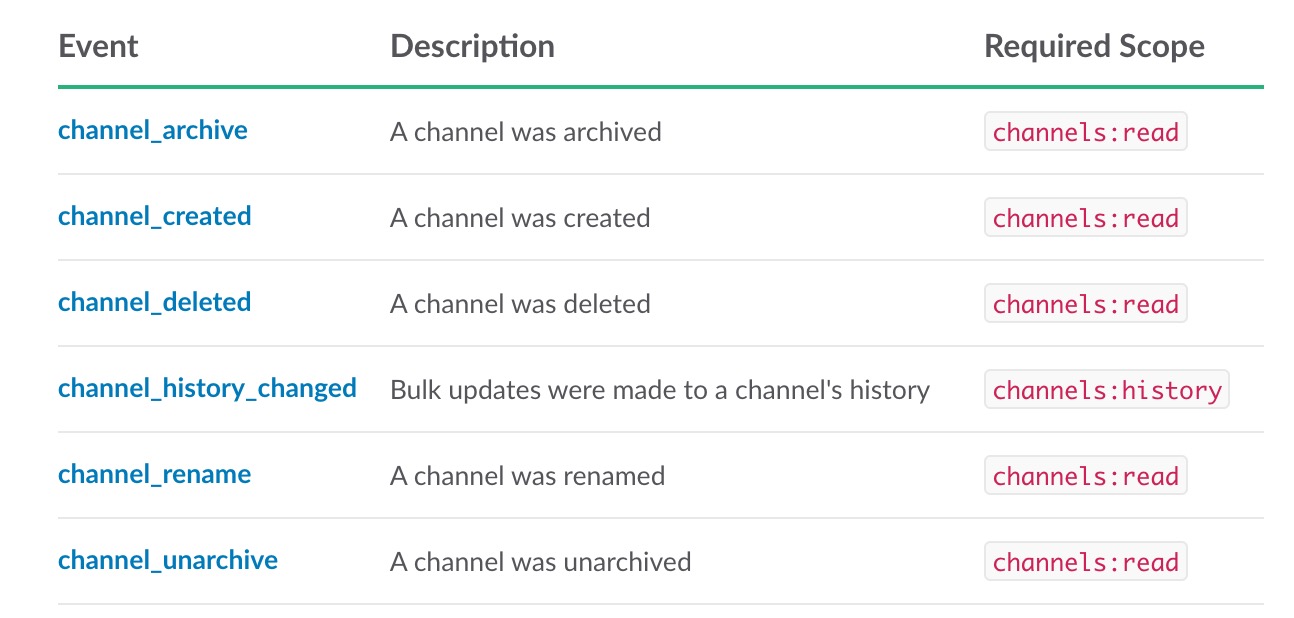 Event Description Required Scope
channel_archive A channel was archived channels:read
channel_created A channel was created channels:read
channel_deleted A channel was deleted channels:read
channel_history_changed Bulk updates were made to a channel's history channels:history
channel_rename A channel was renamed channels:read
channel_unarchive A channel was unarchived channels:read